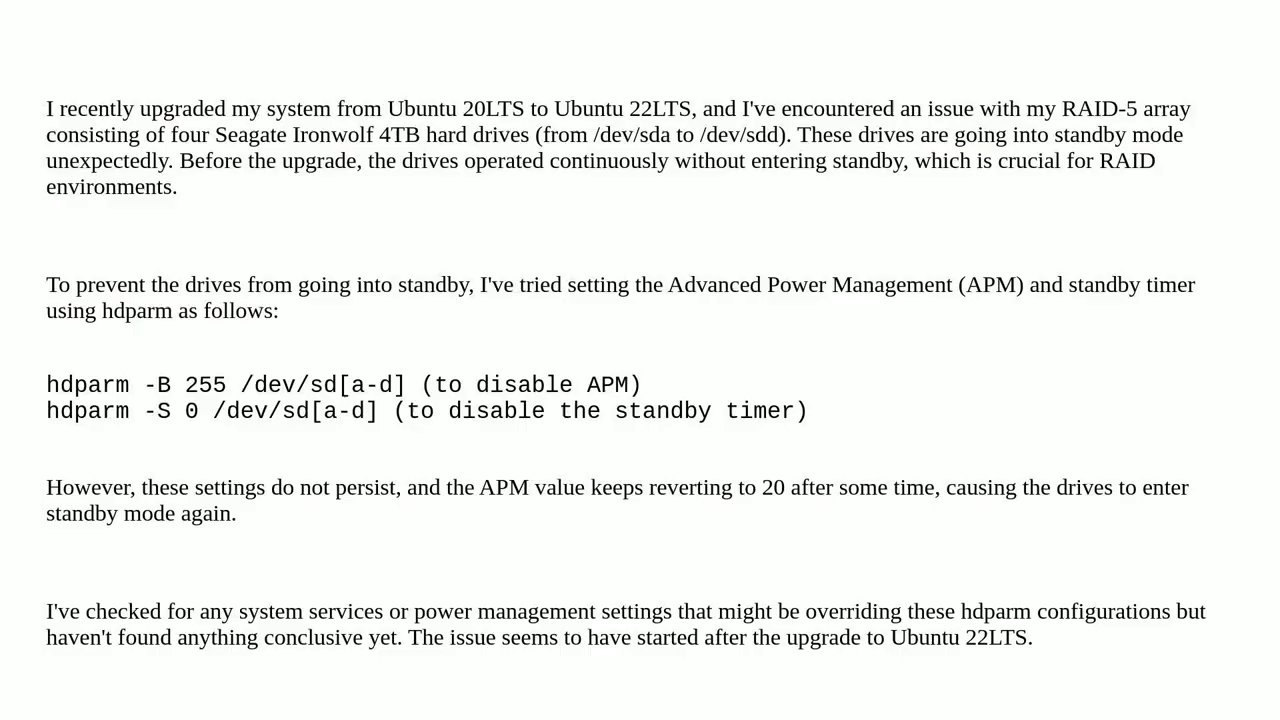 I recently upgraded my system from Ubuntu 20LTS to Ubuntu 22LTS, and I've encountered an issue with my RAID-5 array
consisting of four Seagate Ironwolf 4TB hard drives (from /dev/sda to /dev/sdd). These drives are going into standby mode
unexpectedly. Before the upgrade, the drives operated continuously without entering standby, which is crucial for RAID
environments.
To prevent the drives from going into standby, I've tried setting the Advanced Power Management (APM) and standby timer
using hdparm as follows:
hdparm -B 255 /dev/sd[a-d] (to disable APM)
hdparm -S 0 /dev/sd[a-d] (to disable the standby timer)
However, these settings do not persist, and the APM value keeps reverting to 20 after some time, causing the drives to enter
standby mode again.
I've checked for any system services or power management settings that might be overriding these hdparm configurations but
haven't found anything conclusive yet. The issue seems to have started after the upgrade to Ubuntu 22LTS.